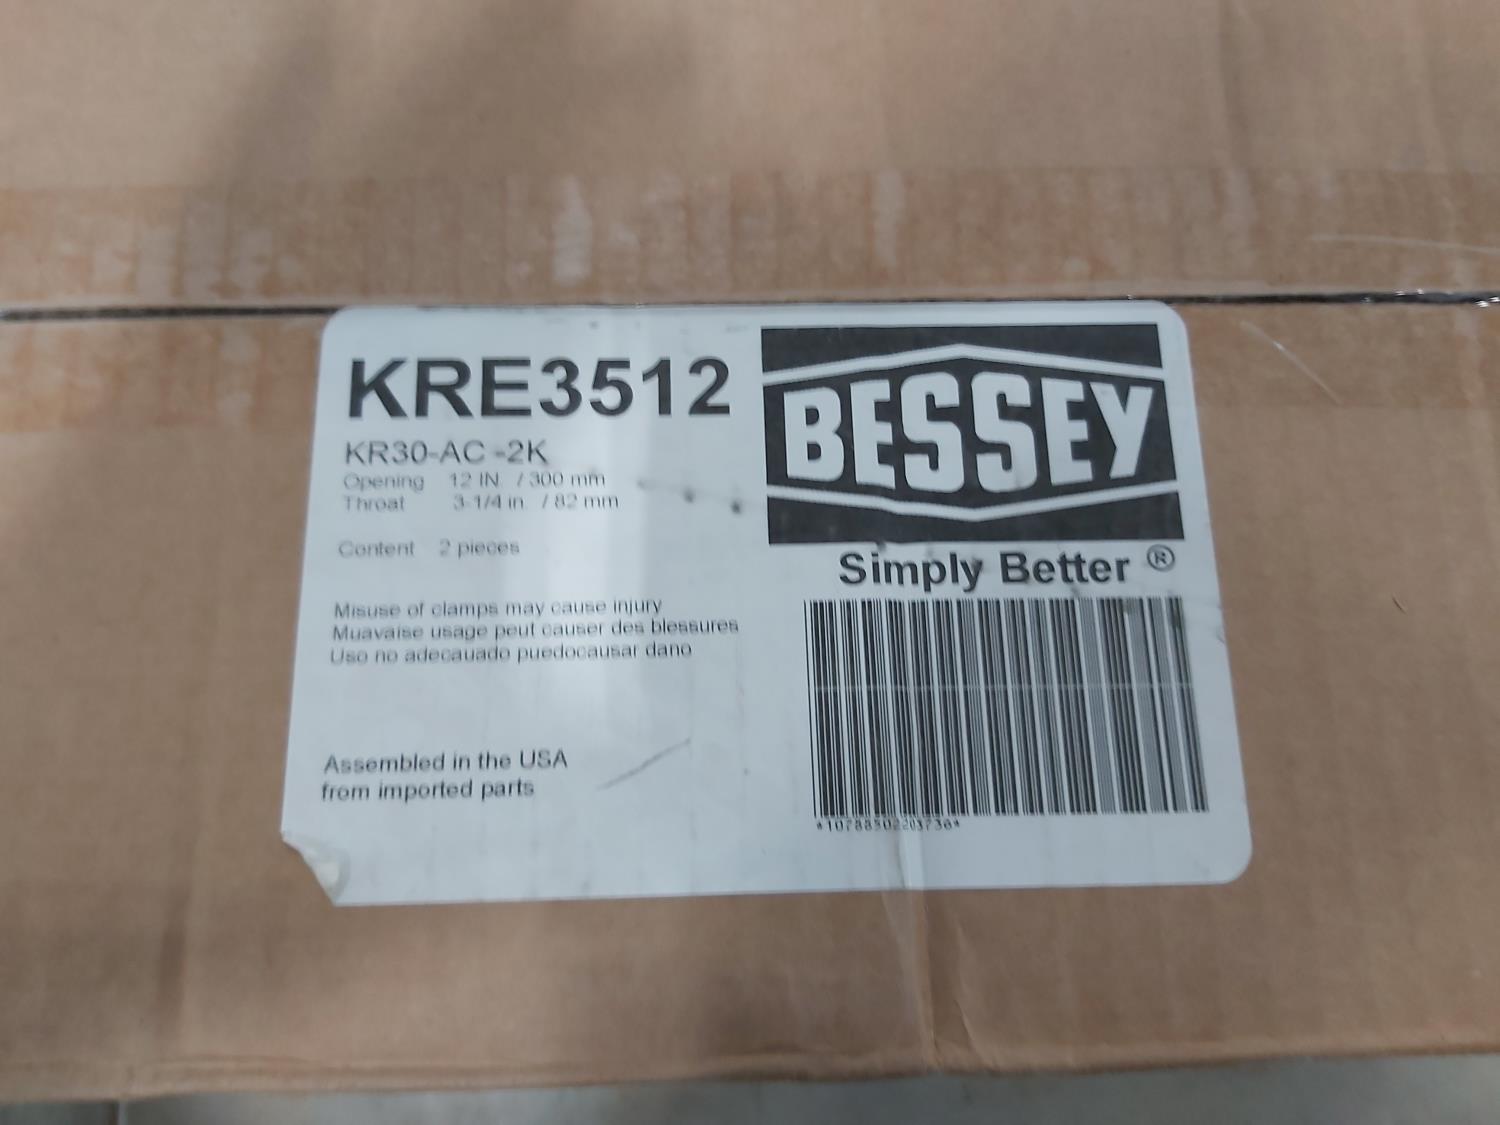 KRE3512
KR30-AC -2K
Opening 12 IN. / 300 mm
Throat 3-1/4 in. / 82 mm
Content 2 pieces
Misuse of clamps may cause injury
Muavaise usage peut causer des blessures
Uso no adecauado puedocausar dano
Assembled in the USA
from imported parts
BESSEY
Simply Better ®
*10788502203736*